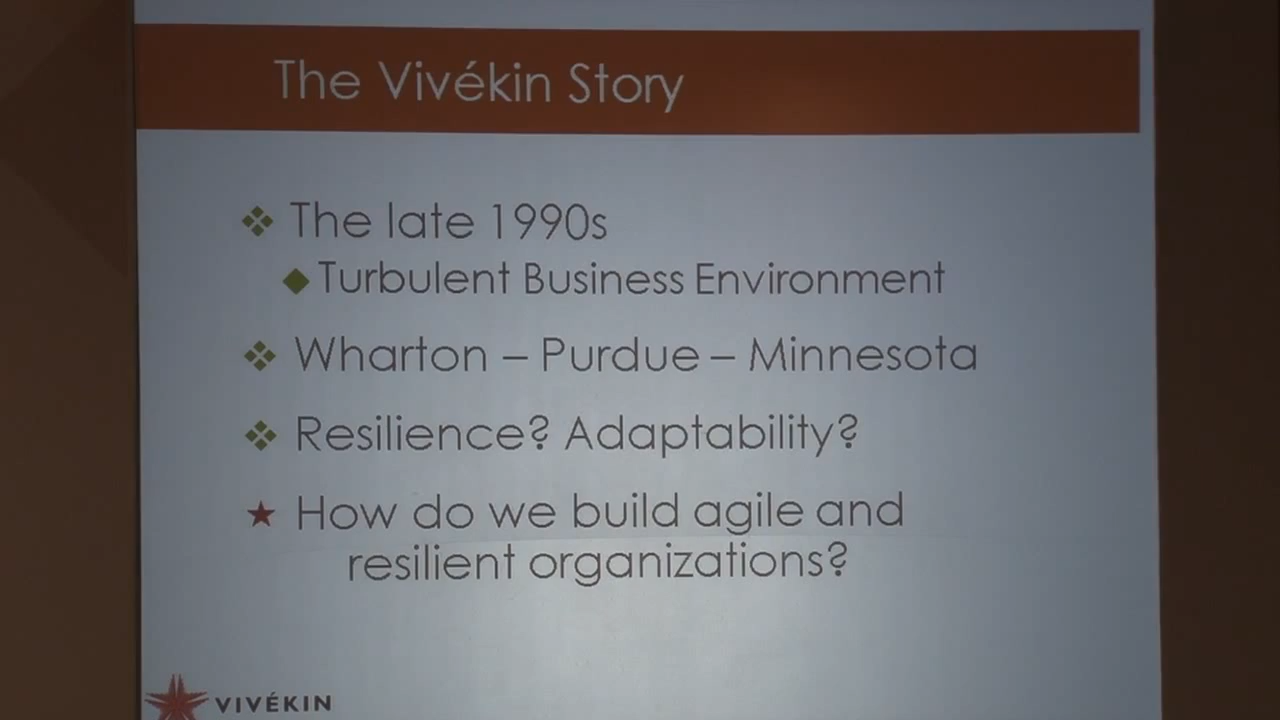 The Vivékin Story
The late 1990s
Turbulent Business Environment
Wharton – Purdue – Minnesota
Resilience? Adaptability?
How do we build agile and
resilient organizations?
VIVÉKIN